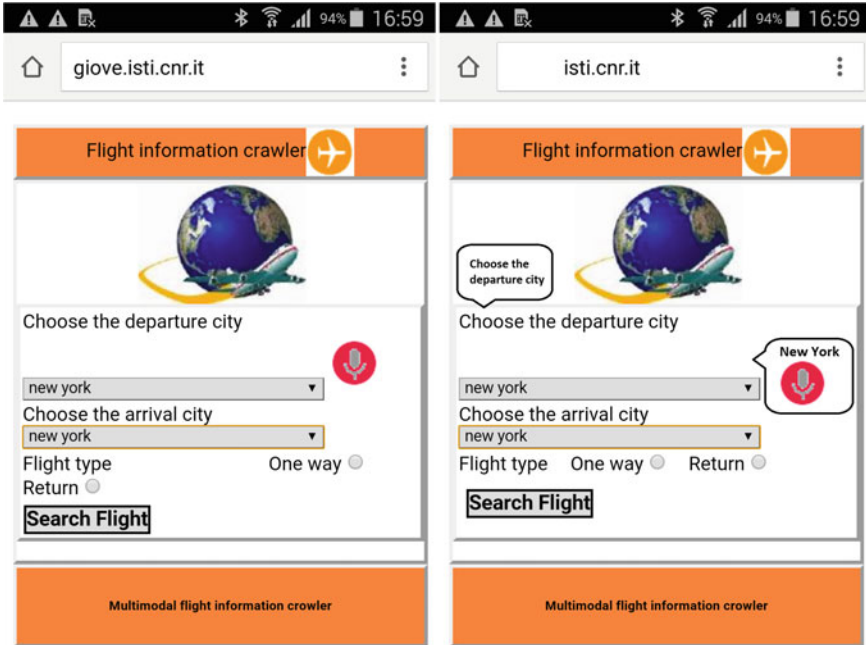 94% 16:59
giove.isti.cnr.it
Flight information crawler
Choose the departure city
new york
Choose the arrival city
new york
Flight type One way
Return
Search Flight
Multimodal flight information crowler
94% 16:59
isti.cnr.it
Flight information crawler
Choose the
departure city
Choose the departure city
New York
new york
Choose the arrival city
new york
Flight type One way Return
Search Flight
Multimodal flight information crowler